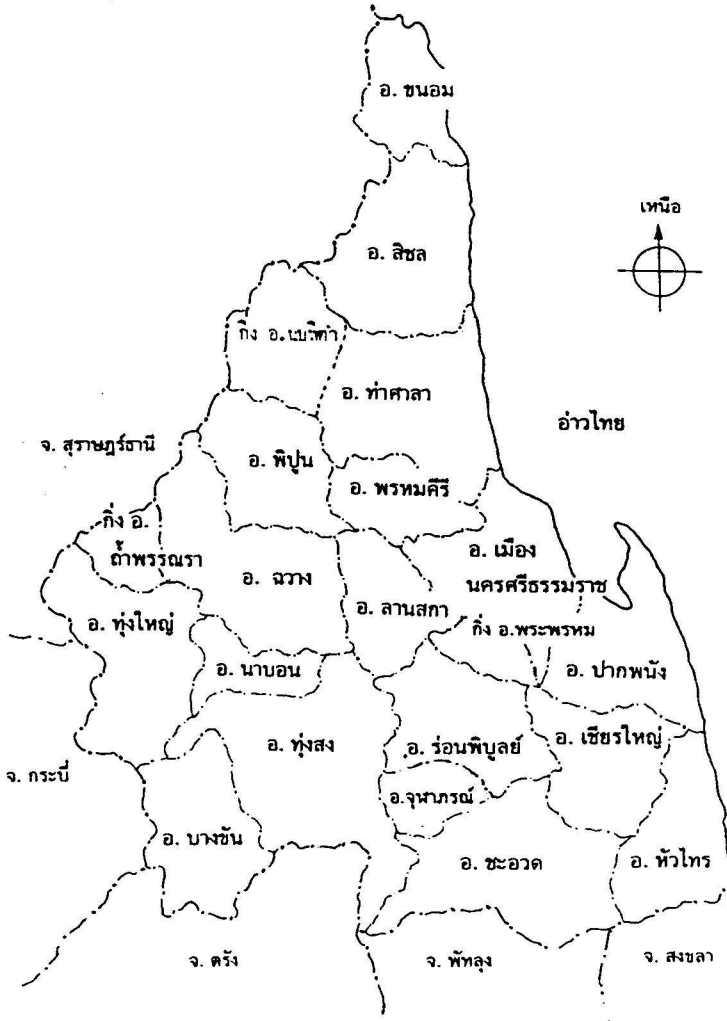 อ. ขนอม
เหนือ
อ. สิชล
กิ่ง อ.นบพิตำ
อ. ท่าศาลา
อ่าวไทย
จ. สุราษฎร์ธานี
อ. พิปูน
อ. พรหมคีรี
กิ่ง อ.
ถ้ำพรรณรา
อ. เมือง
นครศรีธรรมราช
อ. ฉวาง
อ. ลานสกา
อ. ทุ่งใหญ่
กิ่ง อ.พระพรหม
อ. นาบอน
อ. ปากพนัง
อ. ทุ่งสง
อ. ร่อนพิบูลย์
อ. เชียรใหญ่
จ. กระบี่
อ.จุฬาภรณ์
อ. บางขัน
อ. ชะอวด
อ. หัวไทร
จ. ตรัง
จ. พัทลุง
จ. สงขลา